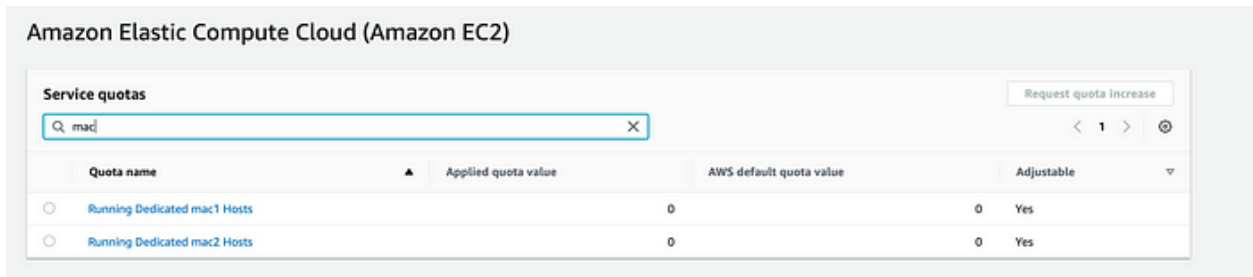 Amazon Elastic Compute Cloud (Amazon EC2)
Service quotas
Request quota increase
mac
1
Quota name Applied quota value AWS default quota value Adjustable
Running Dedicated mac1 Hosts 0 0 Yes
Running Dedicated mac2 Hosts 0 0 Yes